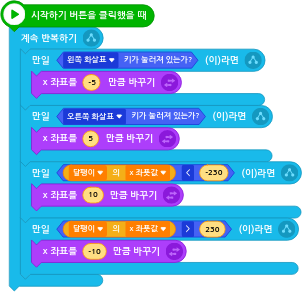 시작하기 버튼을 클릭했을 때
계속 반복하기
만일 왼쪽 화살표 ▼ 키가 눌러져 있는가? (이)라면
x 좌표를 -5 만큼 바꾸기
만일 오른쪽 화살표 ▼ 키가 눌러져 있는가? (이)라면
x 좌표를 5 만큼 바꾸기
만일 달팽이 ▼ 의 x 좌푯값 ▼ < -230 (이)라면
x 좌표를 10 만큼 바꾸기
만일 달팽이 ▼ 의 x 좌푯값 ▼ > 230 (이)라면
x 좌표를 -10 만큼 바꾸기